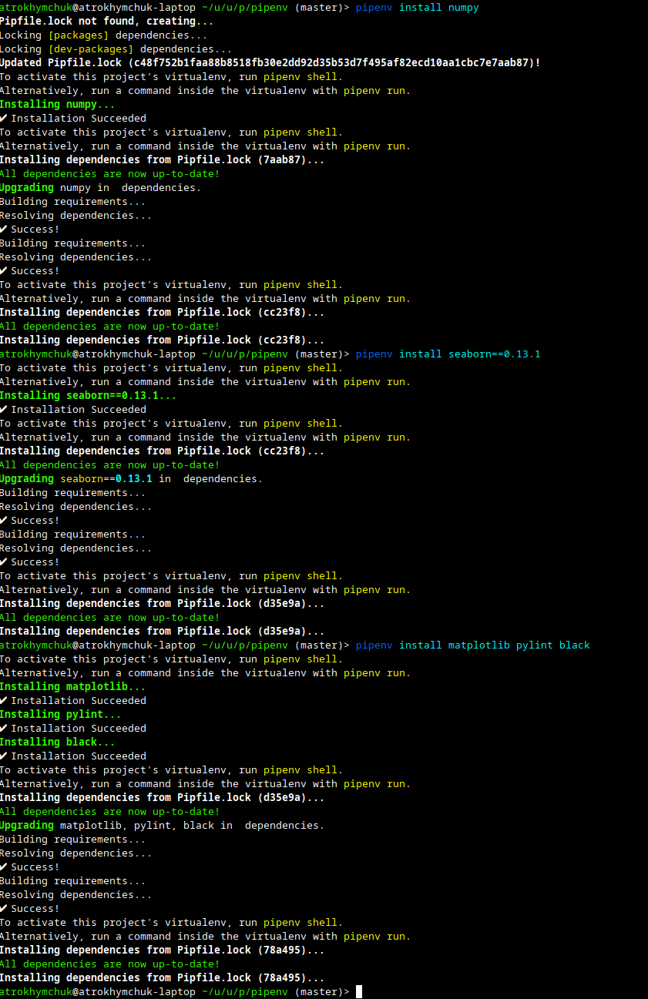 atrokhymchuk@atrokhymchuk-laptop ~/u/u/p/pipenv (master)> pipenv install numpy
Pipfile.lock not found, creating...
Locking [packages] dependencies...
Locking [dev-packages] dependencies...
Updated Pipfile.lock (c48f752b1faa88b8518fb30e2dd92d35b53d7f495af82ecd10aa1cbc7e7aab87)!
To activate this project's virtualenv, run pipenv shell.
Alternatively, run a command inside the virtualenv with pipenv run.
Installing numpy...
✔ Installation Succeeded
To activate this project's virtualenv, run pipenv shell.
Alternatively, run a command inside the virtualenv with pipenv run.
Installing dependencies from Pipfile.lock (7aab87)...
All dependencies are now up-to-date!
Upgrading numpy in  dependencies.
Building requirements...
Resolving dependencies...
✔ Success!
Building requirements...
Resolving dependencies...
✔ Success!
To activate this project's virtualenv, run pipenv shell.
Alternatively, run a command inside the virtualenv with pipenv run.
Installing dependencies from Pipfile.lock (cc23f8)...
All dependencies are now up-to-date!
Installing dependencies from Pipfile.lock (cc23f8)...
atrokhymchuk@atrokhymchuk-laptop ~/u/u/p/pipenv (master)> pipenv install seaborn==0.13.1
To activate this project's virtualenv, run pipenv shell.
Alternatively, run a command inside the virtualenv with pipenv run.
Installing seaborn==0.13.1...
✔ Installation Succeeded
To activate this project's virtualenv, run pipenv shell.
Alternatively, run a command inside the virtualenv with pipenv run.
Installing dependencies from Pipfile.lock (cc23f8)...
All dependencies are now up-to-date!
Upgrading seaborn==0.13.1 in  dependencies.
Building requirements...
Resolving dependencies...
✔ Success!
Building requirements...
Resolving dependencies...
✔ Success!
To activate this project's virtualenv, run pipenv shell.
Alternatively, run a command inside the virtualenv with pipenv run.
Installing dependencies from Pipfile.lock (d35e9a)...
All dependencies are now up-to-date!
Installing dependencies from Pipfile.lock (d35e9a)...
atrokhymchuk@atrokhymchuk-laptop ~/u/u/p/pipenv (master)> pipenv install matplotlib pylint black
To activate this project's virtualenv, run pipenv shell.
Alternatively, run a command inside the virtualenv with pipenv run.
Installing matplotlib...
✔ Installation Succeeded
Installing pylint...
✔ Installation Succeeded
Installing black...
✔ Installation Succeeded
To activate this project's virtualenv, run pipenv shell.
Alternatively, run a command inside the virtualenv with pipenv run.
Installing dependencies from Pipfile.lock (d35e9a)...
All dependencies are now up-to-date!
Upgrading matplotlib, pylint, black in  dependencies.
Building requirements...
Resolving dependencies...
✔ Success!
Building requirements...
Resolving dependencies...
✔ Success!
To activate this project's virtualenv, run pipenv shell.
Alternatively, run a command inside the virtualenv with pipenv run.
Installing dependencies from Pipfile.lock (78a495)...
All dependencies are now up-to-date!
Installing dependencies from Pipfile.lock (78a495)...
atrokhymchuk@atrokhymchuk-laptop ~/u/u/p/pipenv (master)>